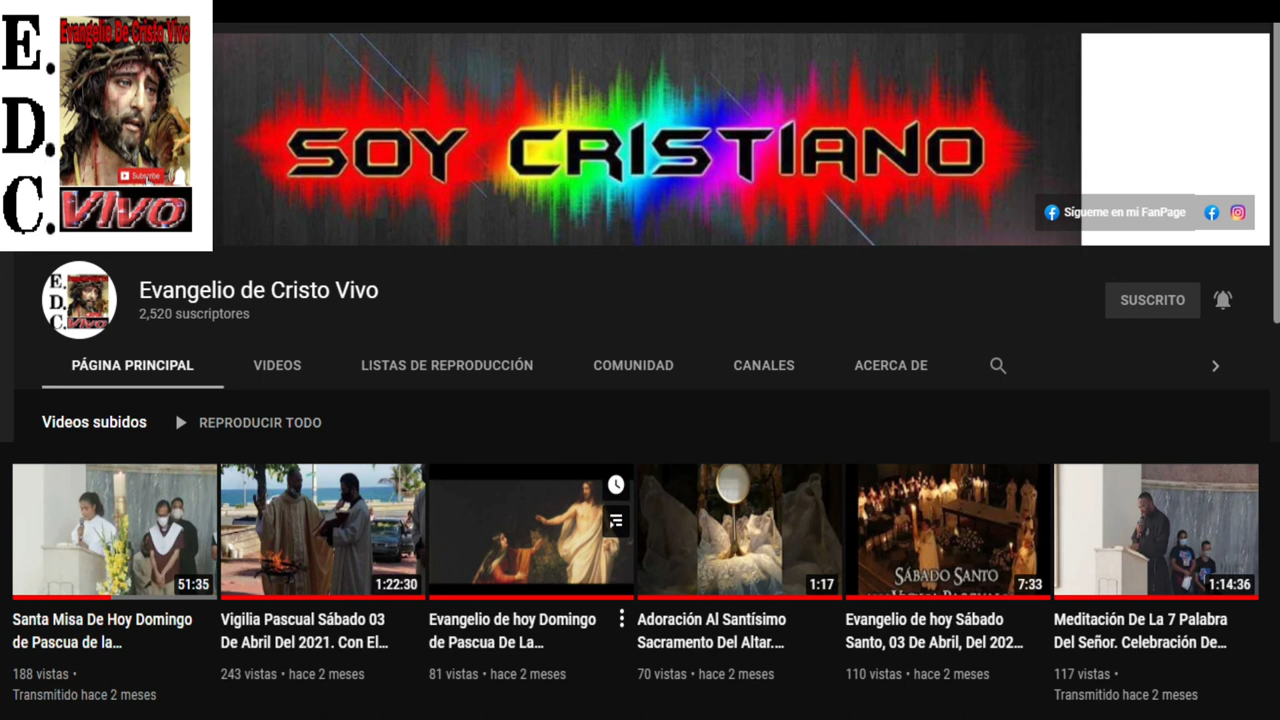 E.
D.
C.
Evangelio De Cristo Vivo
Subscribe
Vivo
SOY CRISTIANO
Sígueme en mi FanPage
Evangelio de Cristo Vivo
2,520 suscriptores
SUSCRITO
PÁGINA PRINCIPAL
VIDEOS
LISTAS DE REPRODUCCIÓN
COMUNIDAD
CANALES
ACERCA DE
Videos subidos
REPRODUCIR TODO
51:35
1:22:30
1:17
SÁBADO SANTO
7:33
1:14:36
Santa Misa De Hoy Domingo
de Pascua de la...
188 vistas •
Transmitido hace 2 meses
Vigilia Pascual Sábado 03
De Abril Del 2021. Con El...
243 vistas • hace 2 meses
Evangelio de hoy Domingo
de Pascua De La...
81 vistas • hace 2 meses
Adoración Al Santísimo
Sacramento Del Altar....
70 vistas • hace 2 meses
Evangelio de hoy Sábado
Santo, 03 De Abril, Del 202...
110 vistas • hace 2 meses
Meditación De La 7 Palabra
Del Señor. Celebración De...
117 vistas •
Transmitido hace 2 meses